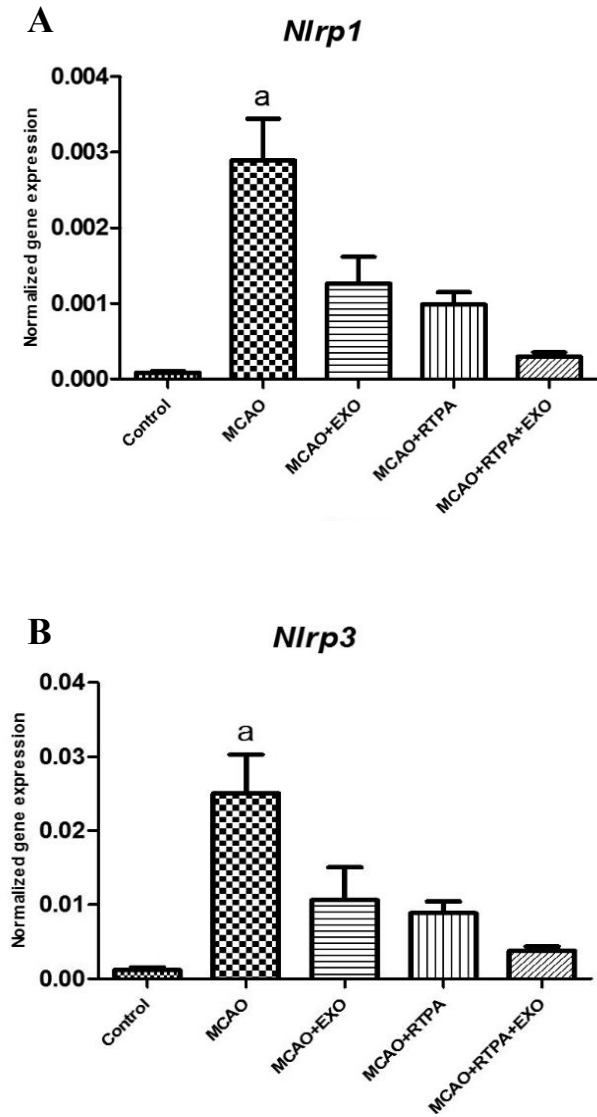 A
Nlrp1
Normalized gene expression
0.004
0.003
0.002
0.001
0.000
a
Control
MCAO
MCAO+EXO
MCAO+RTPA
MCAO+RTPA+EXO
B
Nlrp3
Normalized gene expression
0.04
0.03
0.02
0.01
0.00
a
Control
MCAO
MCAO+EXO
MCAO+RTPA
MCAO+RTPA+EXO